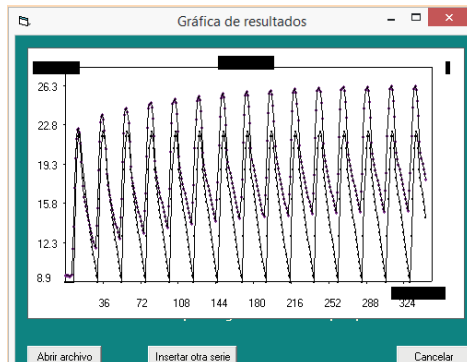 Gráfica de resultados
26.3
22.8
19.3
15.8
12.3
8.9
36 72 108 144 180 216 252 288 324
Abrir archivo Insertar otra serie Cancelar